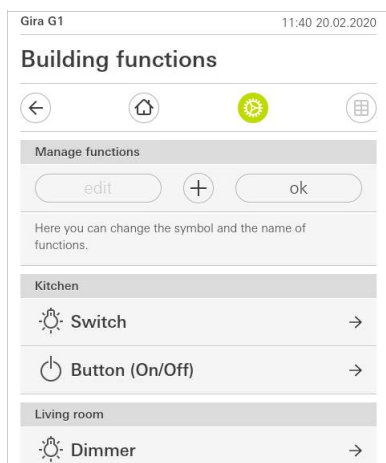 Gira G1 11:40 20.02.2020
Building functions
Manage functions
edit ok
Here you can change the symbol and the name of
functions.
Kitchen
Switch
Button (On/Off)
Living room
Dimmer